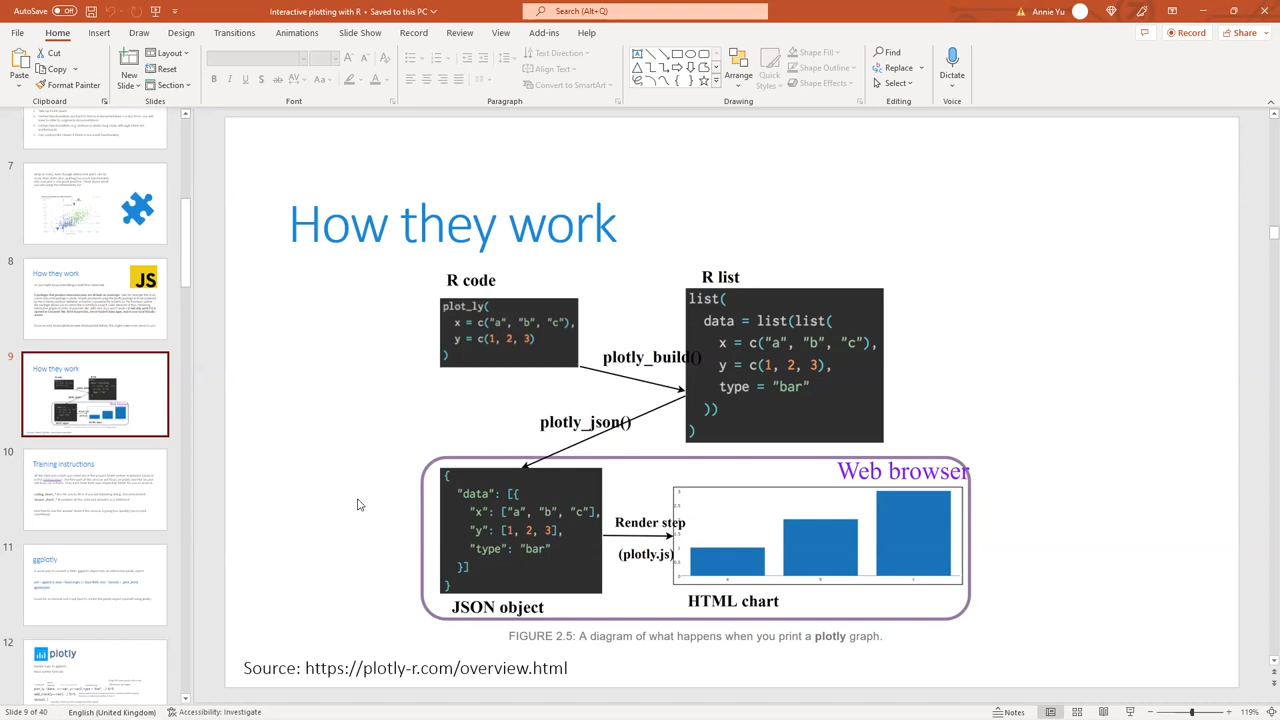 AutoSave Off
Interactive plotting with R • Saved to this PC
Search (Alt+Q)
Annie Yu
File Home Insert Draw Design Transitions Animations Slide Show Record Review View Add-ins Help
Record Share
Paste
Cut
Copy
Format Painter
Clipboard
New
Slide
Layout
Reset
Section
Slides
Font
Text Direction
Align Text
Convert to SmartArt
Paragraph
Arrange
Quick
Styles
Shape Fill
Shape Outline
Shape Effects
Drawing
Find
Replace
Select
Editing
Dictate
Voice
7
8
How they work
JS
9
How they work
10
Training instructions
11
ggplotly
12
plotly
How they work
R code
plot_ly(
x = c("a", "b", "c"),
y = c(1, 2, 3)
)
plotly_build()
R list
list(
data = list(list(
x = c("a", "b", "c"),
y = c(1, 2, 3),
type = "bar"
))
)
plotly_json()
Web browser
{
"data": [{
"x": ["a", "b", "c"],
"y": [1, 2, 3],
"type": "bar"
}]
}
JSON object
Render step
(plotly.js)
HTML chart
FIGURE 2.5: A diagram of what happens when you print a plotly graph.
Source: https://plotly-r.com/overview.html
Slide 9 of 40 English (United Kingdom) Accessibility: Investigate
Notes
119%